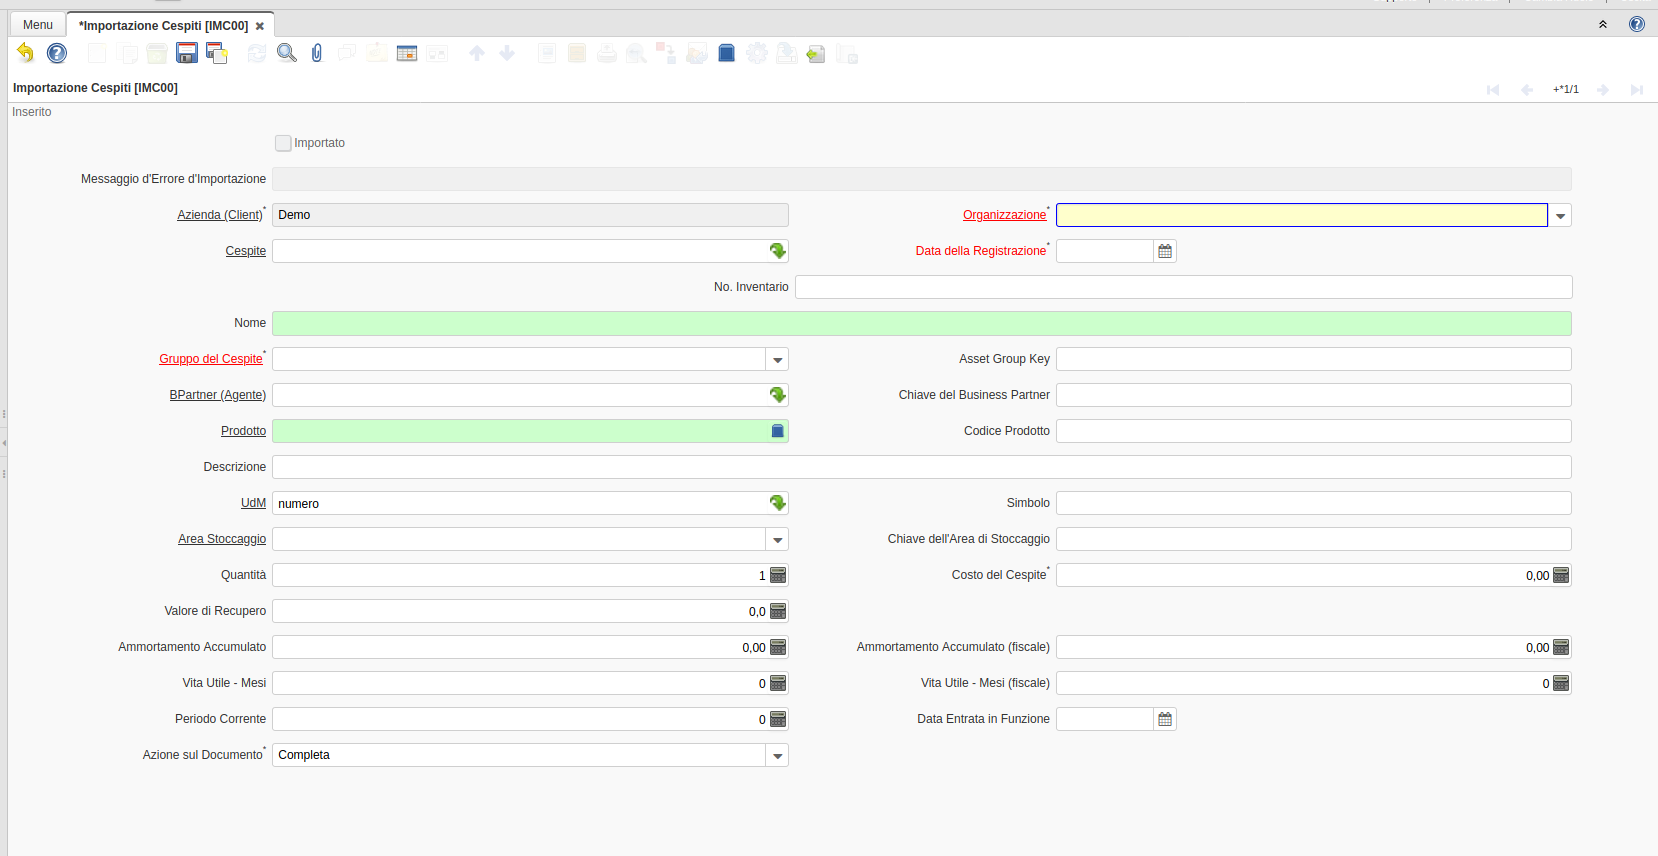 Menu *Importazione Cespiti [IMC00]
Importazione Cespiti [IMC00] +*1/1
Inserito
Importato
Messaggio d'Errore d'Importazione
Azienda (Client)* Demo Organizzazione*
Cespite Data della Registrazione*
No. Inventario
Nome
Gruppo del Cespite* Asset Group Key
BPartner (Agente) Chiave del Business Partner
Prodotto Codice Prodotto
Descrizione
UdM numero Simbolo
Area Stoccaggio Chiave dell'Area di Stoccaggio
Quantità 1 Costo del Cespite* 0,00
Valore di Recupero 0,0
Ammortamento Accumulato 0,00 Ammortamento Accumulato (fiscale) 0,00
Vita Utile - Mesi 0 Vita Utile - Mesi (fiscale) 0
Periodo Corrente 0 Data Entrata in Funzione
Azione sul Documento* Completa